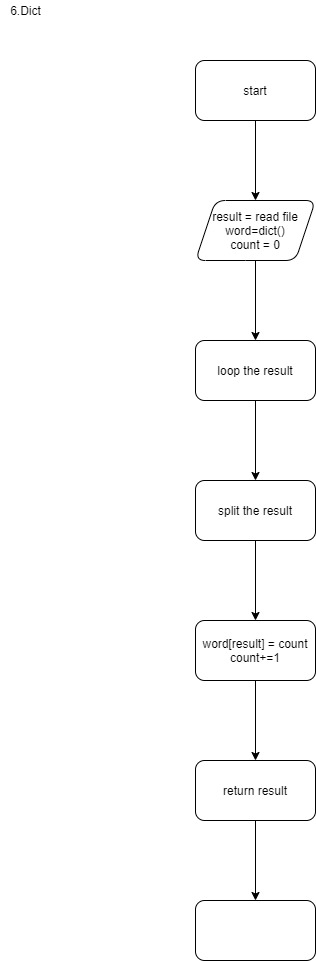 6.Dict
start
result = read file
word=dict()
count = 0
loop the result
split the result
word[result] = count
count+=1
return result